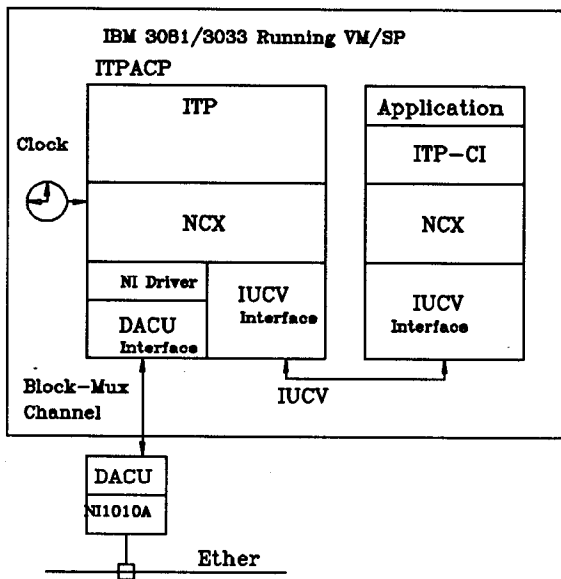 IBM 3081/3033 Running VM/SP
ITPACP
ITP
Clock
NCX
NI Driver
DACU
Interface
IUCV
Interface
Application
ITP-CI
NCX
IUCV
Interface
Block-Mux
Channel
IUCV
DACU
NI1010A
Ether